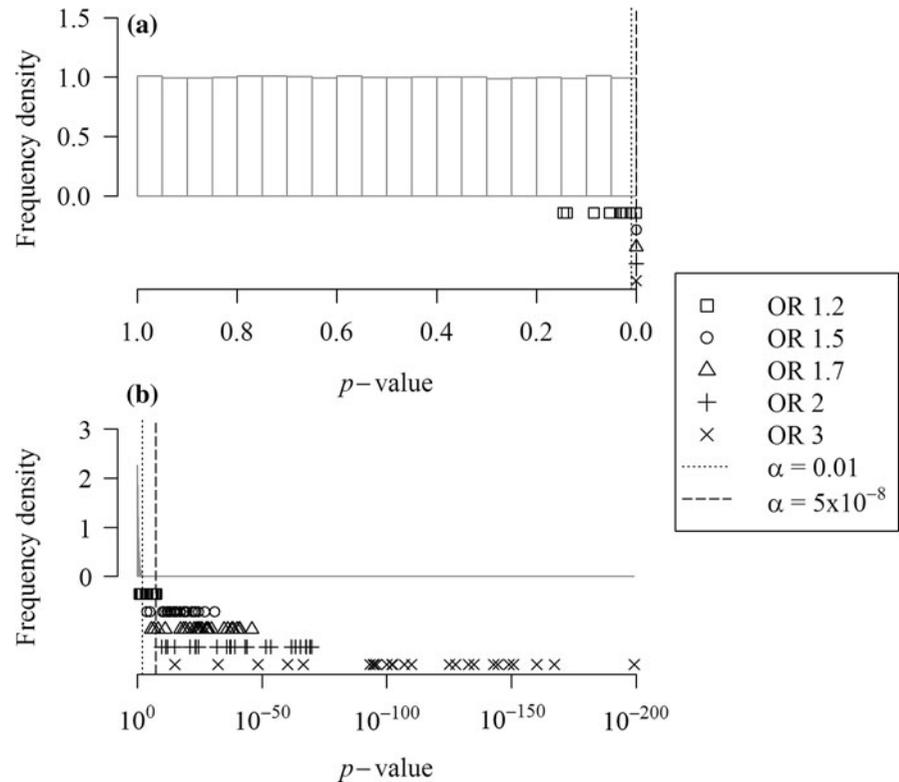 (a)
Frequency density
1.5
1.0
0.5
0.0
1.0 0.8 0.6 0.4 0.2 0.0
p–value
(b)
Frequency density
3
2
1
0
10⁰ 10⁻⁵⁰ 10⁻¹⁰⁰ 10⁻¹⁵⁰ 10⁻²⁰⁰
p–value
OR 1.2
OR 1.5
OR 1.7
OR 2
OR 3
α = 0.01
α = 5x10⁻⁸